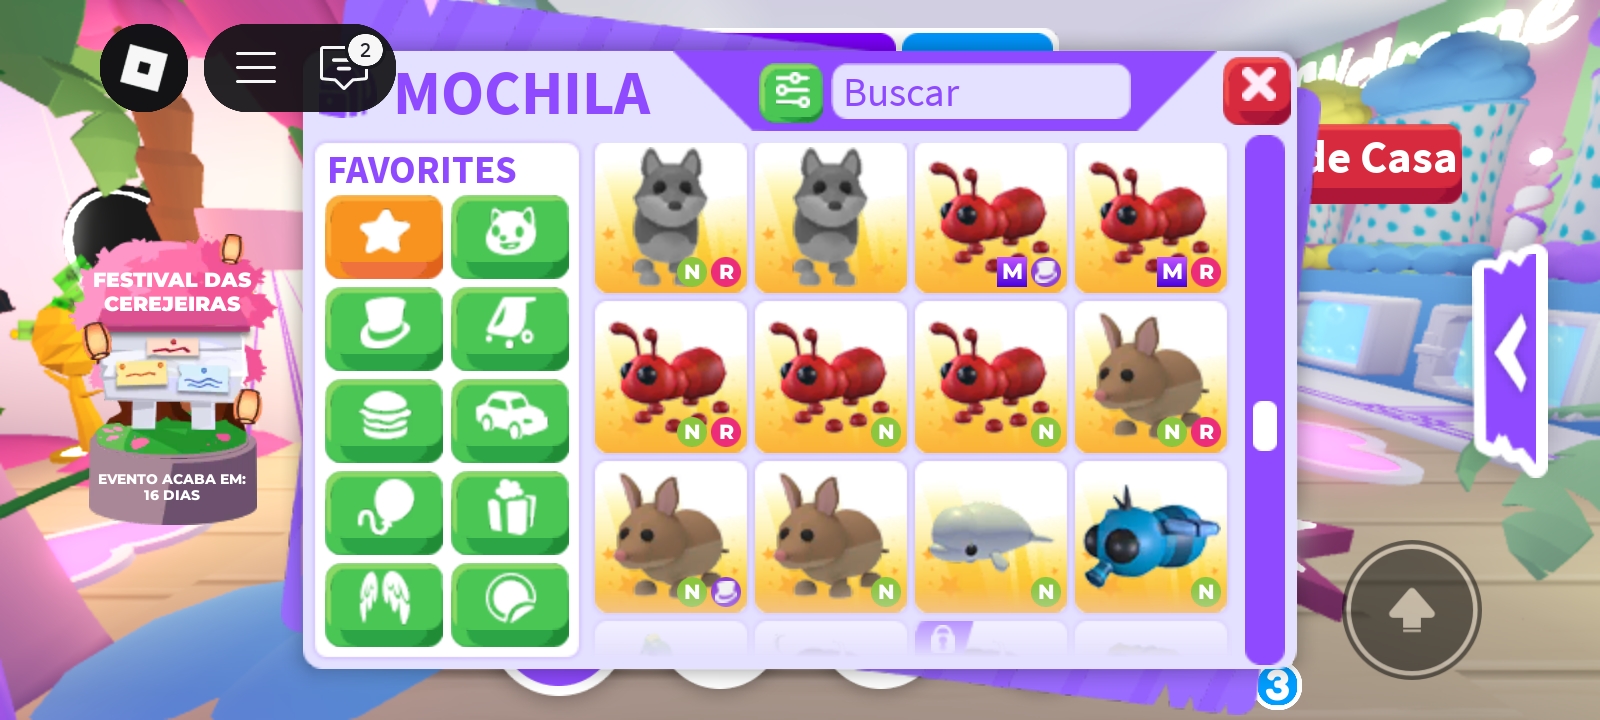 2
MOCHILA
Buscar
FAVORITES
N R
M
M R
N R
N
N
N R
N
N
N
N
de Casa
FESTIVAL DAS
CEREJEIRAS
EVENTO ACABA EM:
16 DIAS
3